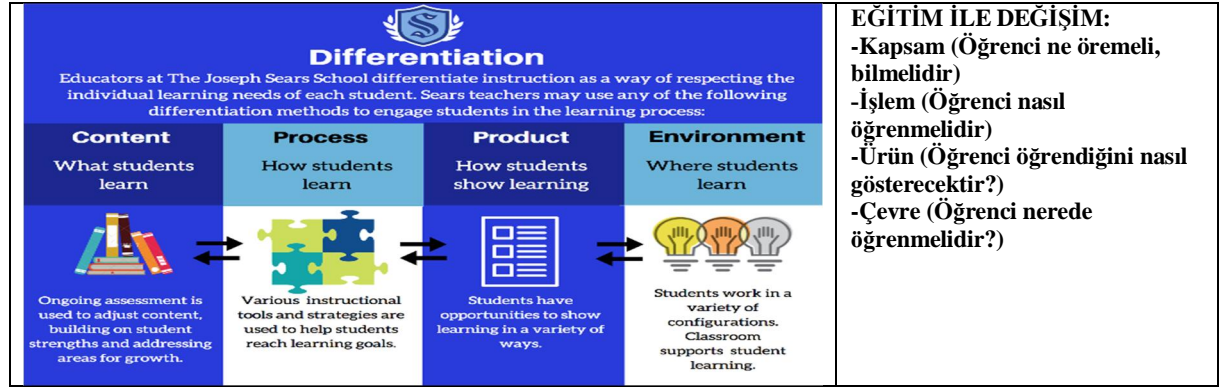 S
Differentiation
Educators at The Joseph Sears School differentiate instruction as a way of respecting the
individual learning needs of each student. Sears teachers may use any of the following
differentiation methods to engage students in the learning process:
Content
What students
learn
Ongoing assessment is
used to adjust content,
building on student
strengths and addressing
areas for growth.
Process
How students
learn
Various instructional
tools and strategies are
used to help students
reach learning goals.
Product
How students
show learning
Students have
opportunities to show
learning in a variety of
ways.
Environment
Where students
learn
Students work in a
variety of
configurations.
Classroom
supports student
learning.
EĞİTİM İLE DEĞİŞİM:
-Kapsam (Öğrenci ne öremeli,
bilmelidir)
-İşlem (Öğrenci nasıl
öğrenmelidir)
-Ürün (Öğrenci öğrendiğini nasıl
gösterecektir?)
-Çevre (Öğrenci nerede
öğrenmelidir?)